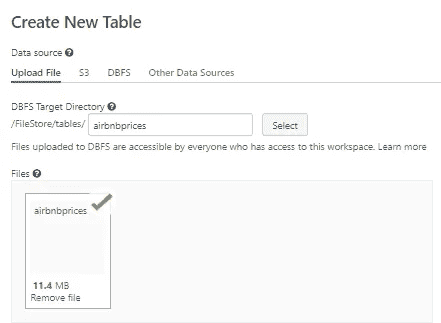 Create New Table
Data source ?
Upload File S3 DBFS Other Data Sources
DBFS Target Directory ?
/FileStore/tables/ airbnbprices Select
Files uploaded to DBFS are accessible by everyone who has access to this workspace. Learn more
Files ?
airbnbprices
11.4 MB
Remove file